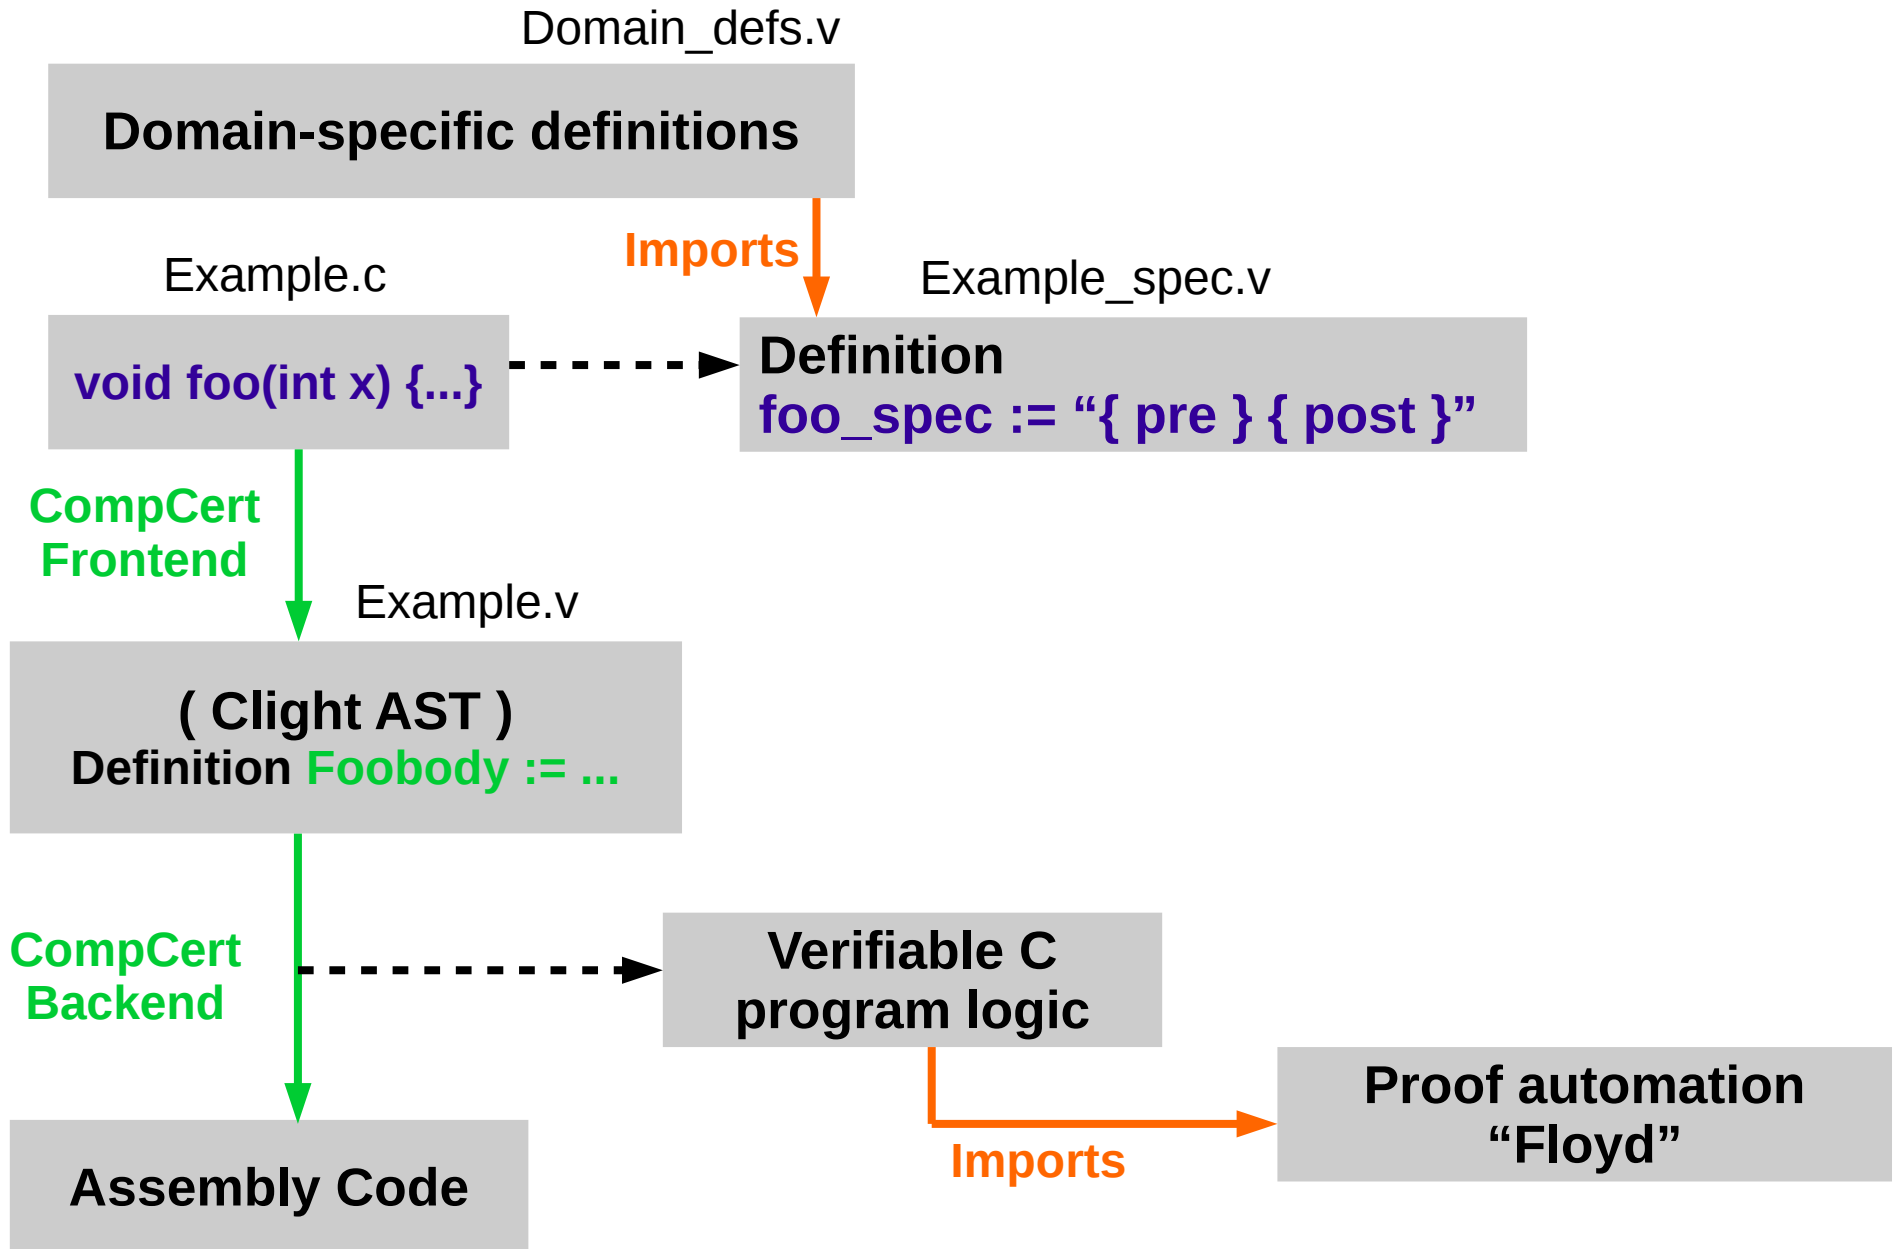 Domain_defs.v
Domain-specific definitions
Imports
Example.c
Example_spec.v
void foo(int x) {...}
Definition
foo_spec := “{ pre } { post }”
CompCert
Frontend
Example.v
( Clight AST )
Definition Foobody := ...
CompCert
Backend
Verifiable C
program logic
Proof automation
“Floyd”
Imports
Assembly Code